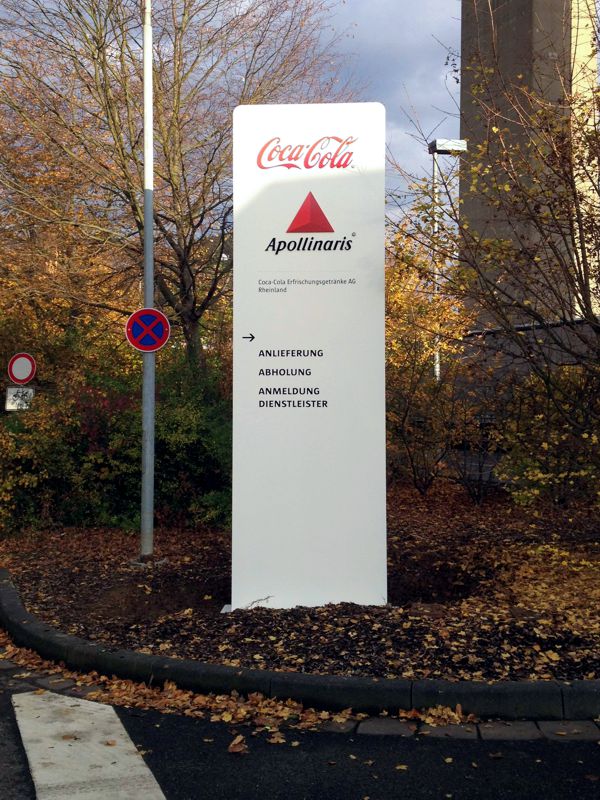 Coca-Cola
Apollinaris
Coca-Cola Erfrischungsgetränke AG
Rheinland
→
ANLIEFERUNG
ABHOLUNG
ANMELDUNG
DIENSTLEISTER